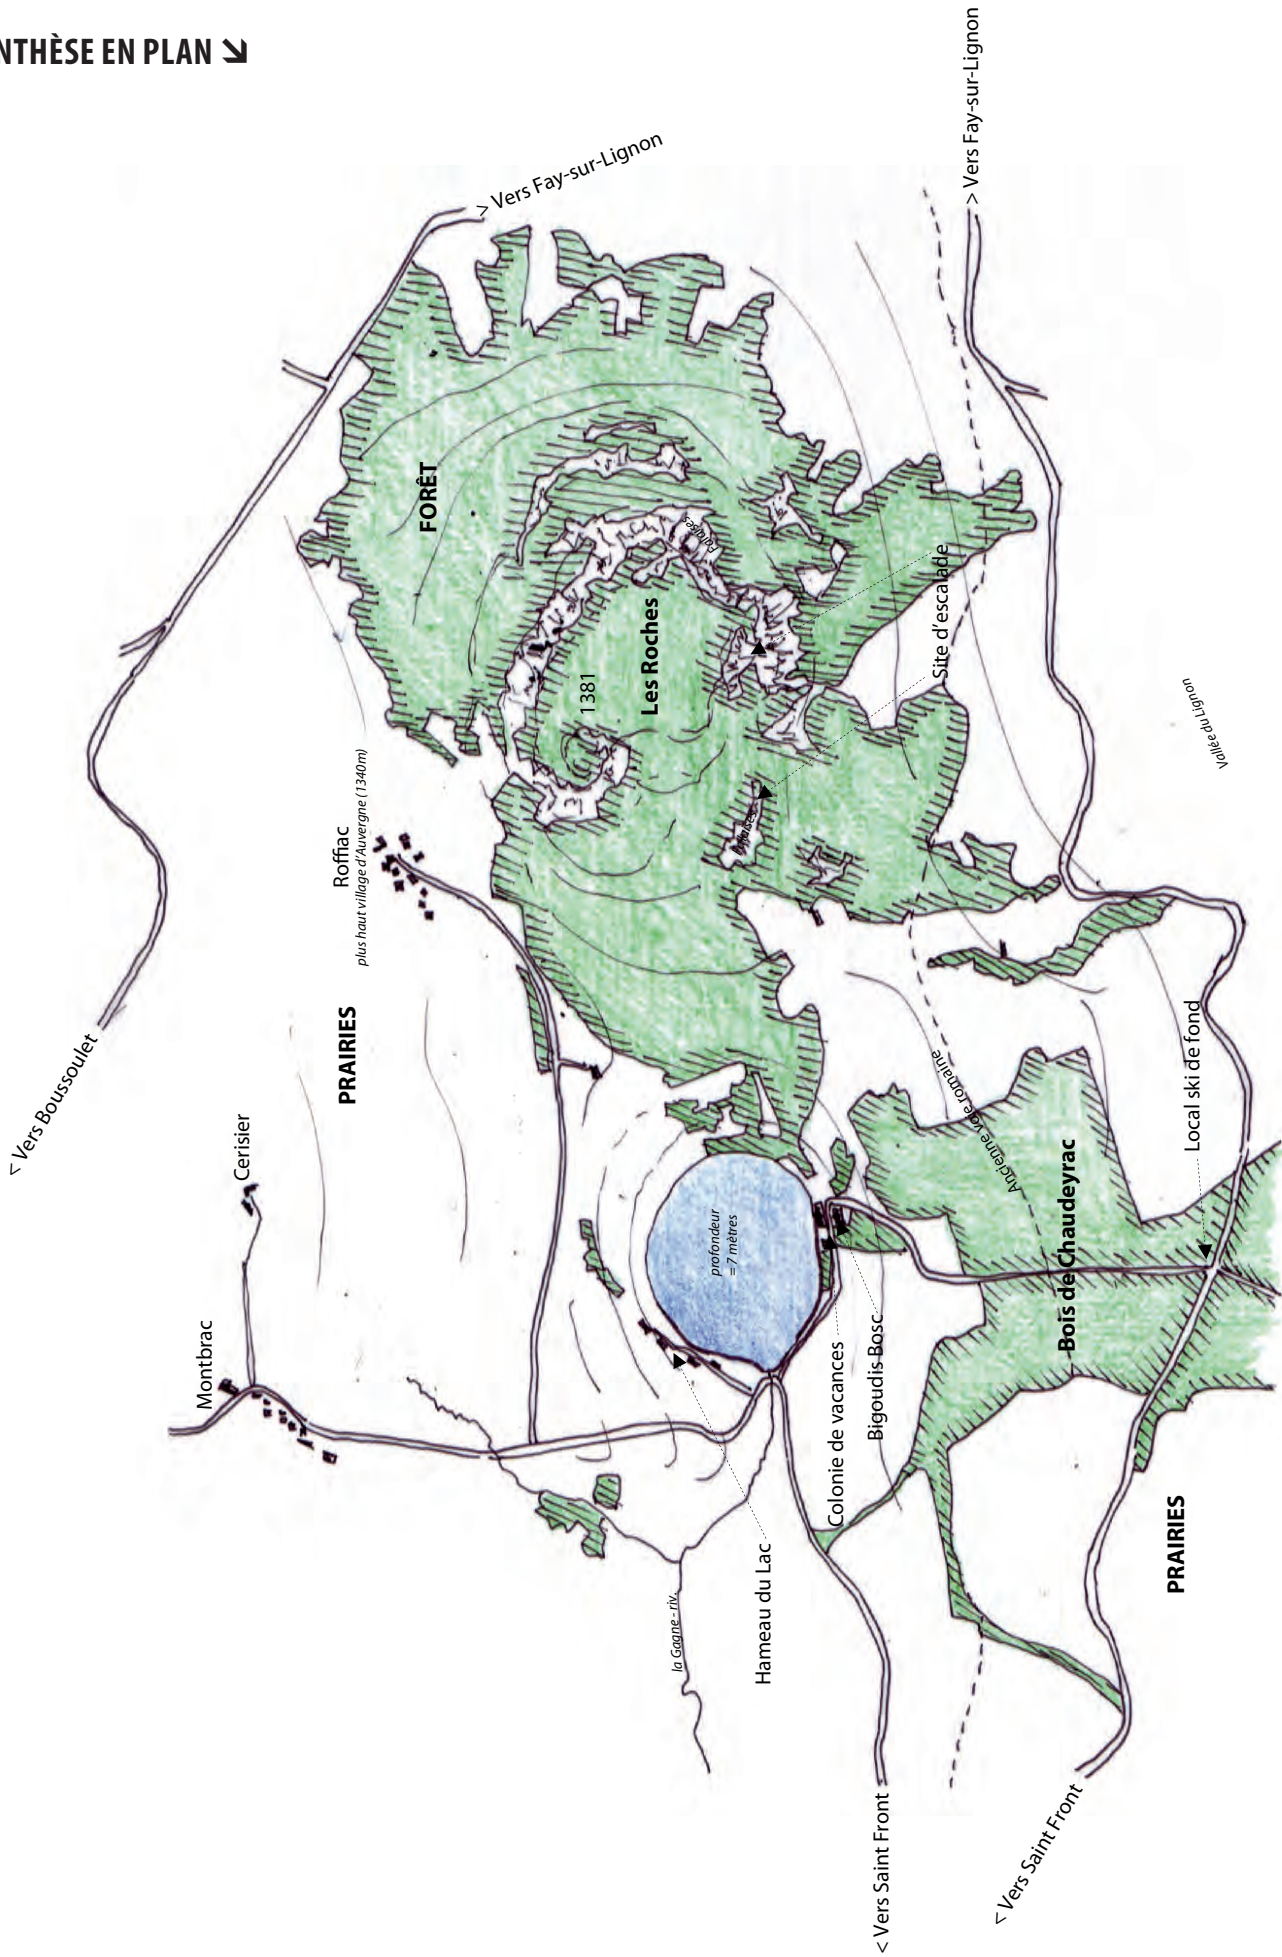 NTHÈSE EN PLAN ↘
> Vers Fay-sur-Lignon
> Vers Fay-sur-Lignon
FORÊT
Falaises
Site d'escalade
Les Roches
1381
Vallée du Lignon
Falaises
Roffiac
plus haut village d'Auvergne (1340m)
PRAIRIES
< Vers Boussoulet
Cerisier
Montbrac
profondeur
= 7 mètres
Ancienne voie romaine
Local ski de fond
Bois de Chaudeyrac
Bigoudis Bosc
Colonie de vacances
Hameau du Lac
la Gagne - riv.
PRAIRIES
< Vers Saint Front
< Vers Saint Front